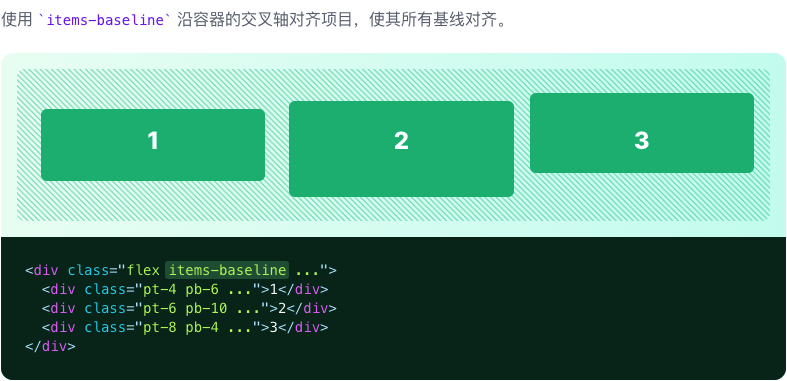 使用 `items-baseline` 沿容器的交叉轴对齐项目，使其所有基线对齐。
1 2 3
<div class="flex items-baseline ...">
  <div class="pt-4 pb-6 ...">1</div>
  <div class="pt-6 pb-10 ...">2</div>
  <div class="pt-8 pb-4 ...">3</div>
</div>